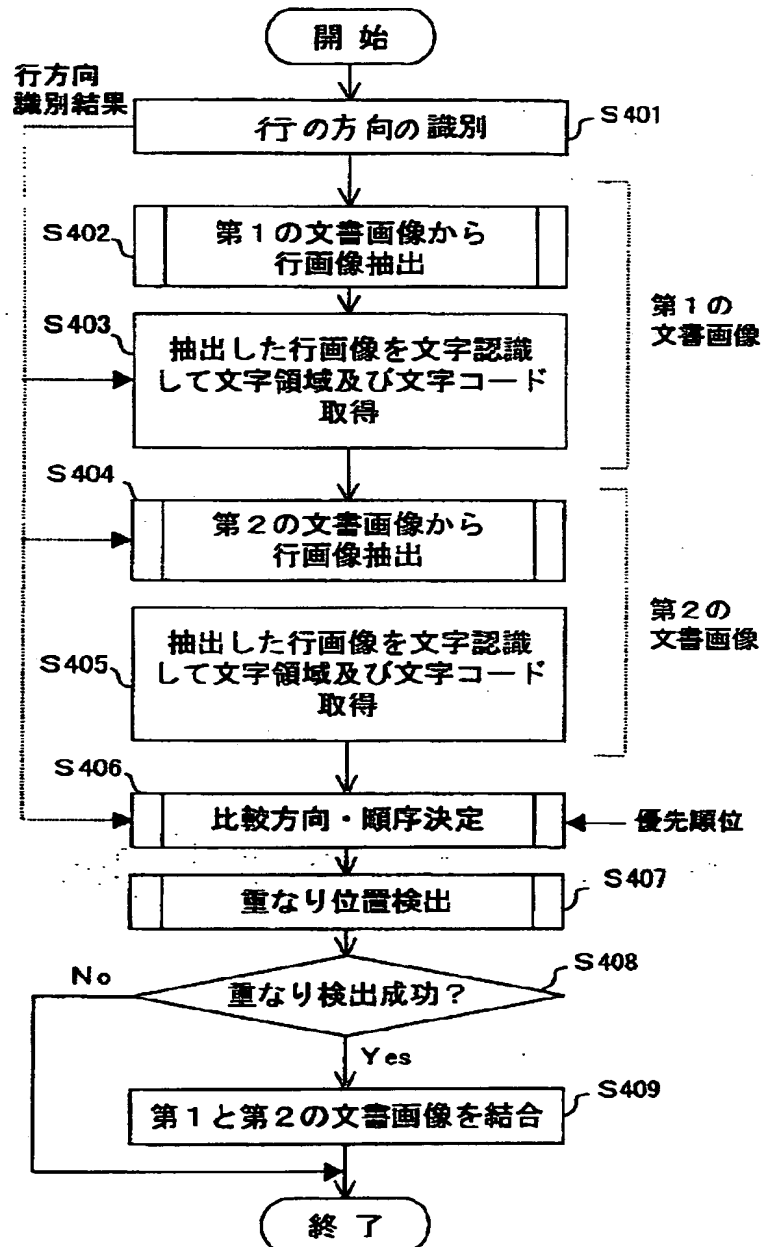 開始
行方向
識別結果
行の方向の識別
S401
S402
第1の文書画像から
行画像抽出
S403
抽出した行画像を文字認識
して文字領域及び文字コード
取得
第1の
文書画像
S404
第2の文書画像から
行画像抽出
S405
抽出した行画像を文字認識
して文字領域及び文字コード
取得
第2の
文書画像
S406
比較方向・順序決定
優先順位
重なり位置検出
S407
重なり検出成功?
S408
No
Yes
第1と第2の文書画像を結合
S409
終了